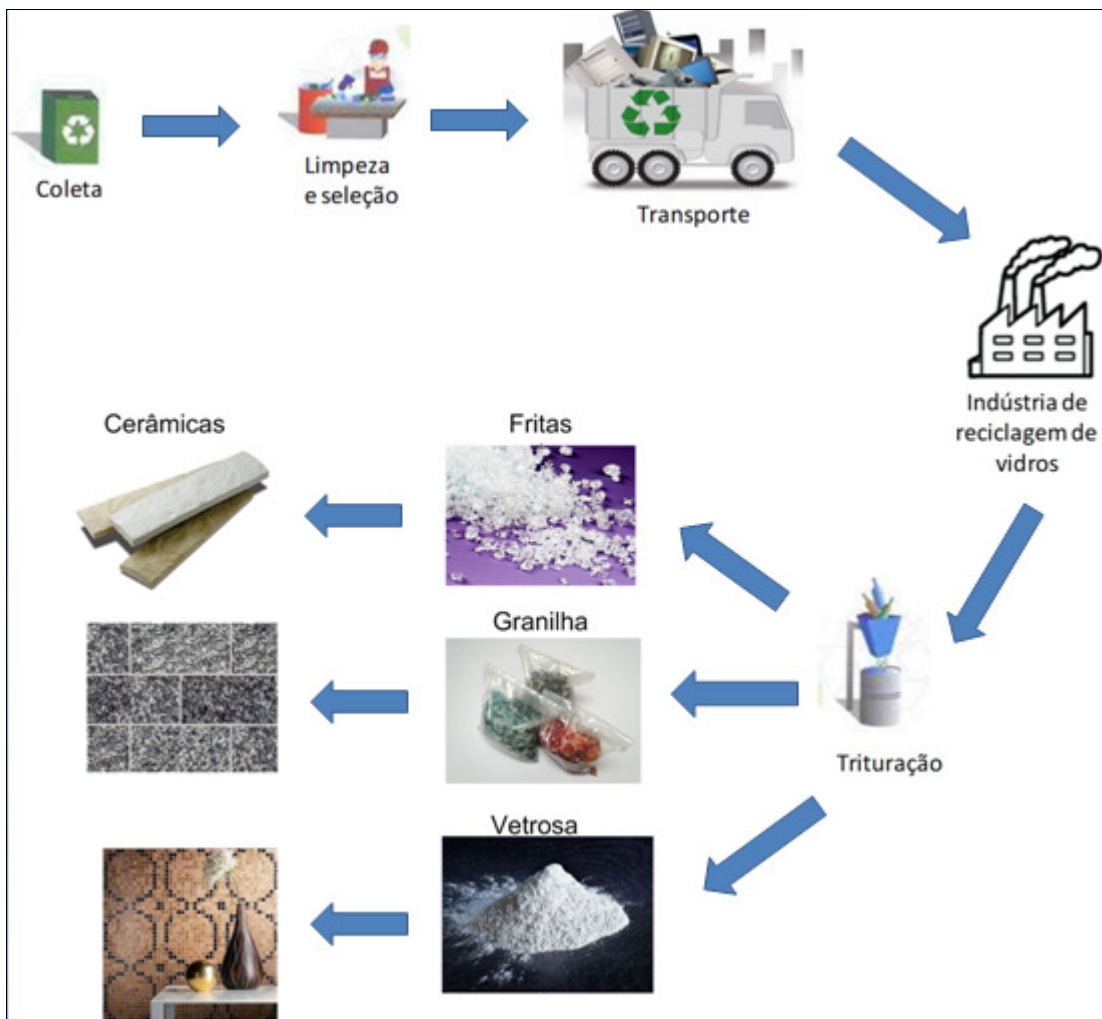 Coleta
Limpeza
e seleção
Transporte
Indústria de
reciclagem de
vidros
Trituração
Fritas
Cerâmicas
Granilha
Vetrosa